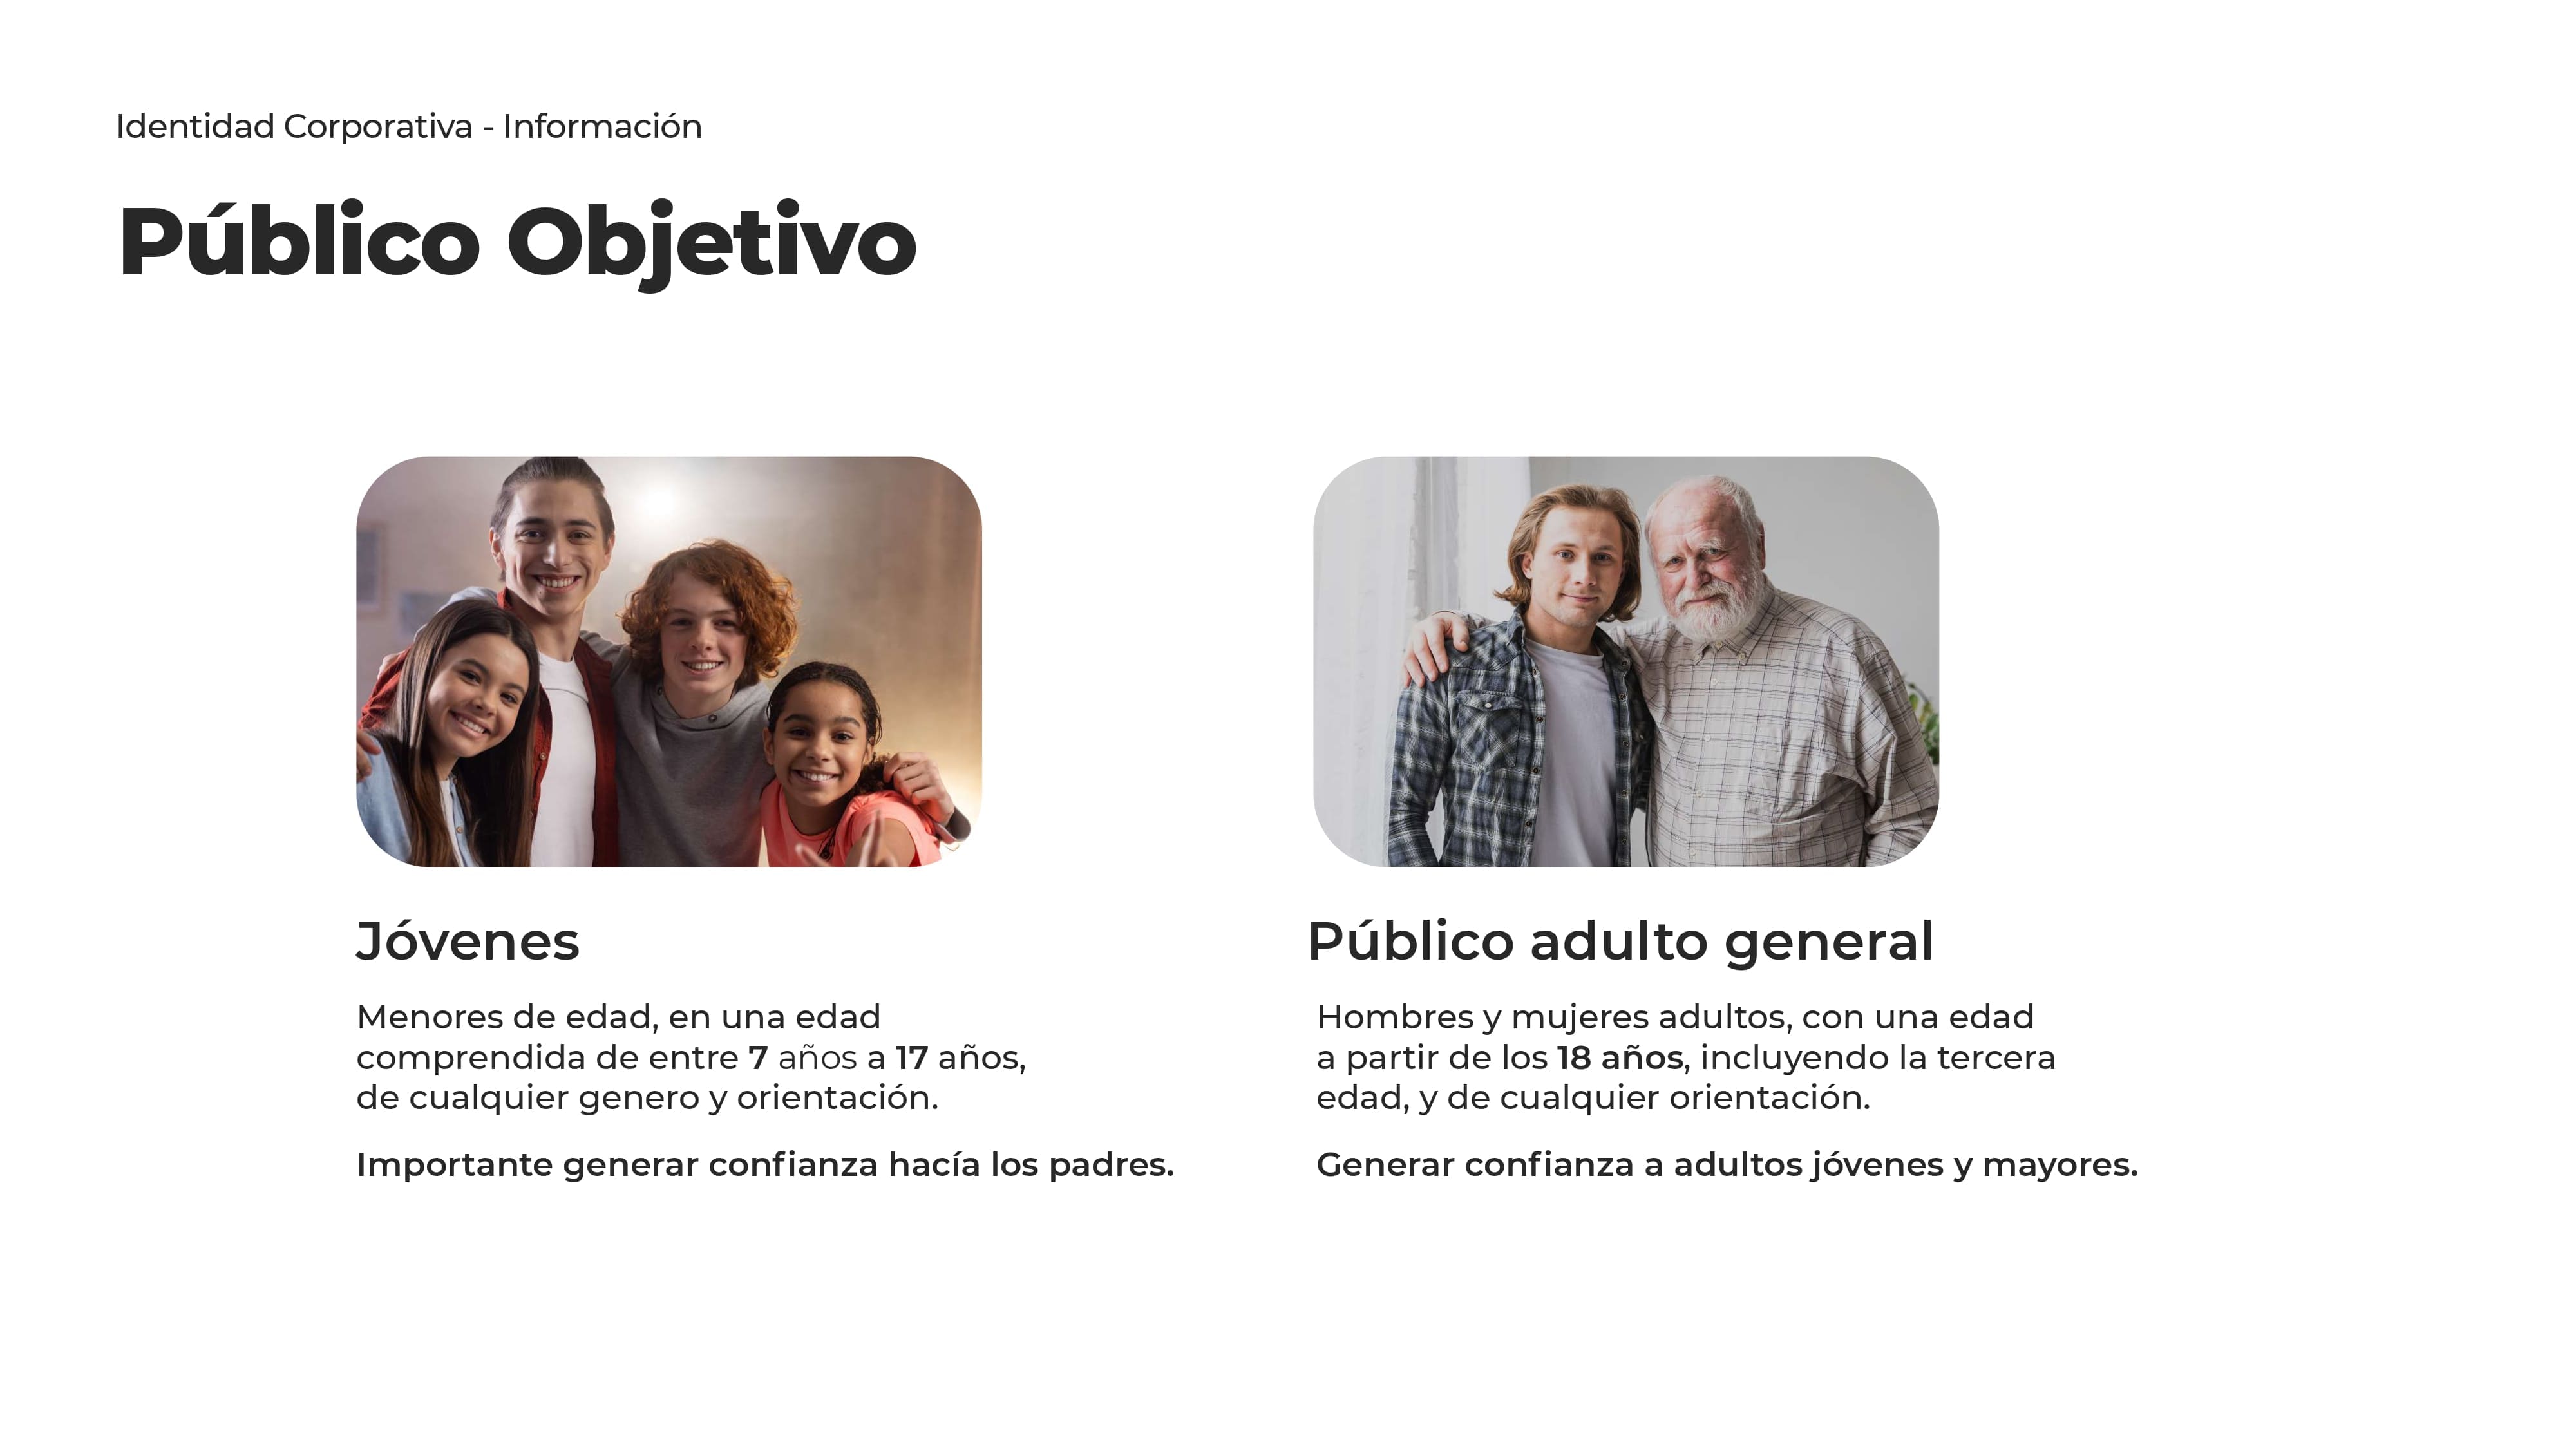 Identidad Corporativa - Información
Público Objetivo
Jóvenes
Menores de edad, en una edad
comprendida de entre 7 años a 17 años,
de cualquier genero y orientación.
Importante generar confianza hacía los padres.
Público adulto general
Hombres y mujeres adultos, con una edad
a partir de los 18 años, incluyendo la tercera
edad, y de cualquier orientación.
Generar confianza a adultos jóvenes y mayores.